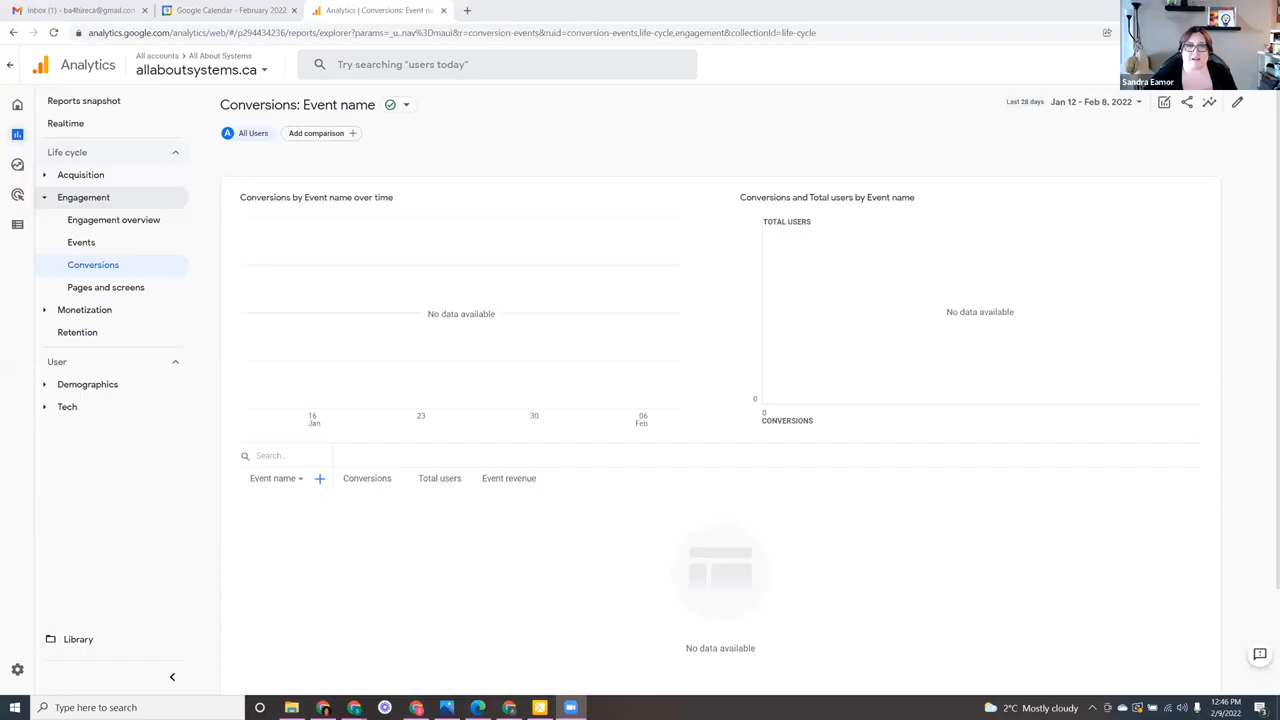 Inbox (1) - ba4hireca@gmail.com
Google Calendar - February 2022
Analytics | Conversions: Event na
analytics.google.com/analytics/web/#/p294434236/reports/explorer?params=_u..nav%3Dmaui&r=conversion-events&ruid=conversion-events,life-cycle,engagement&collectionId=life-cycle
Analytics
All accounts > All About Systems
allaboutsystems.ca
Try searching "users today"
Sandra Eamor
Reports snapshot
Realtime
Life cycle
Acquisition
Engagement
Engagement overview
Events
Conversions
Pages and screens
Monetization
Retention
User
Demographics
Tech
Library
Conversions: Event name
Last 28 days Jan 12 - Feb 8, 2022
A All Users
Add comparison +
Conversions by Event name over time
No data available
16 Jan
23
30
06 Feb
Conversions and Total users by Event name
TOTAL USERS
No data available
0
0
CONVERSIONS
Search...
Event name
Conversions
Total users
Event revenue
No data available
Type here to search
2°C Mostly cloudy
12:46 PM
2/9/2022
3